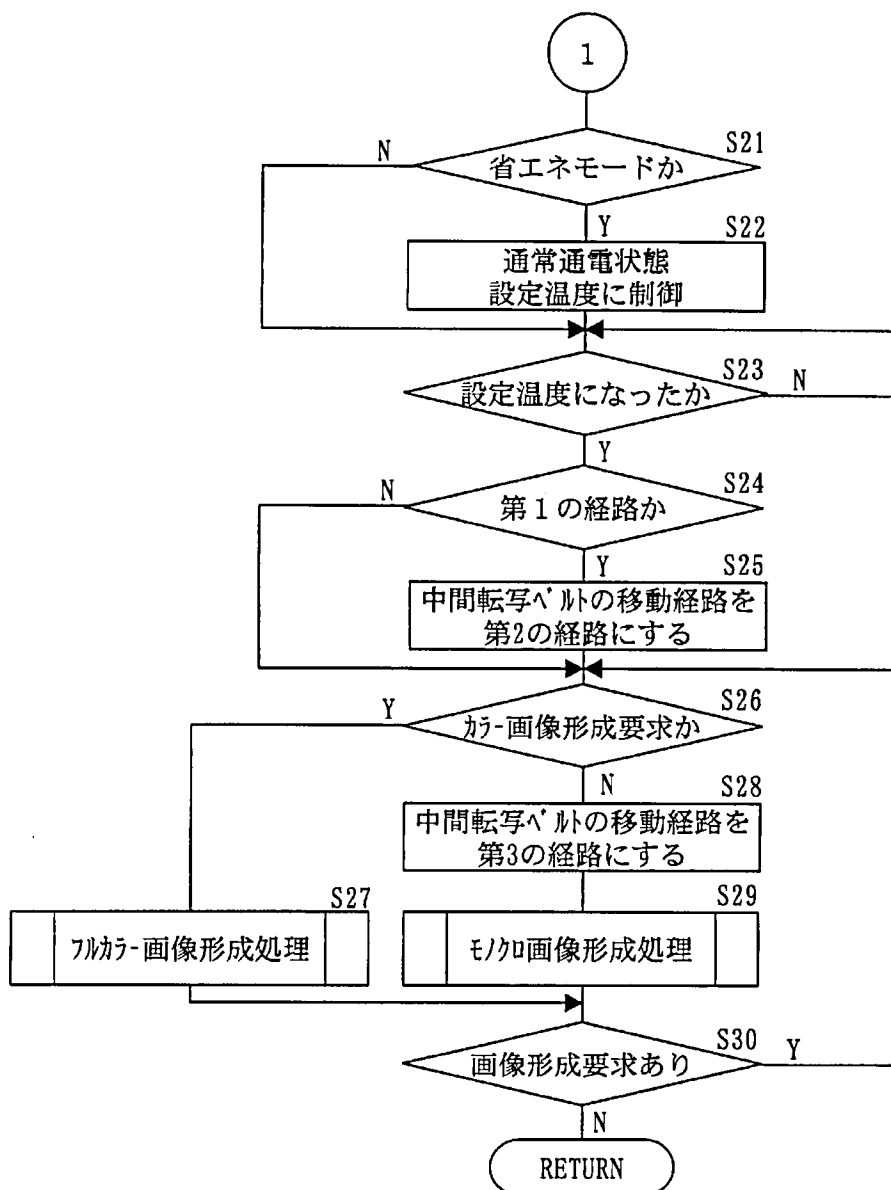 1
S21
N
省エネモードか
Y
S22
通常通電状態
設定温度に制御
S23
設定温度になったか
N
Y
S24
N
第１の経路か
Y
S25
中間転写ﾍﾞﾙﾄの移動経路を
第2の経路にする
S26
Y
ｶﾗｰ画像形成要求か
N
S28
中間転写ﾍﾞﾙﾄの移動経路を
第3の経路にする
S27
S29
ﾌﾙｶﾗｰ画像形成処理
ﾓﾉｸﾛ画像形成処理
S30
画像形成要求あり
Y
N
RETURN